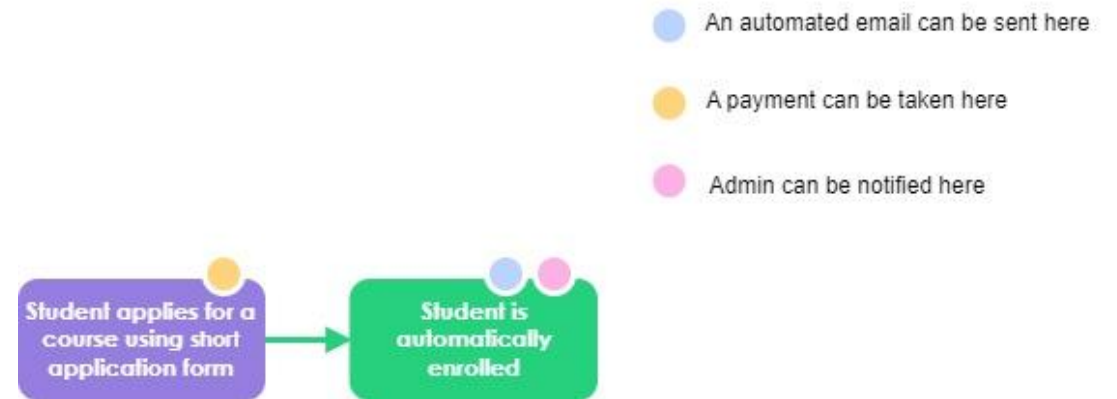 An automated email can be sent here
A payment can be taken here
Admin can be notified here
Student applies for a
course using short
application form
Student is
automatically
enrolled